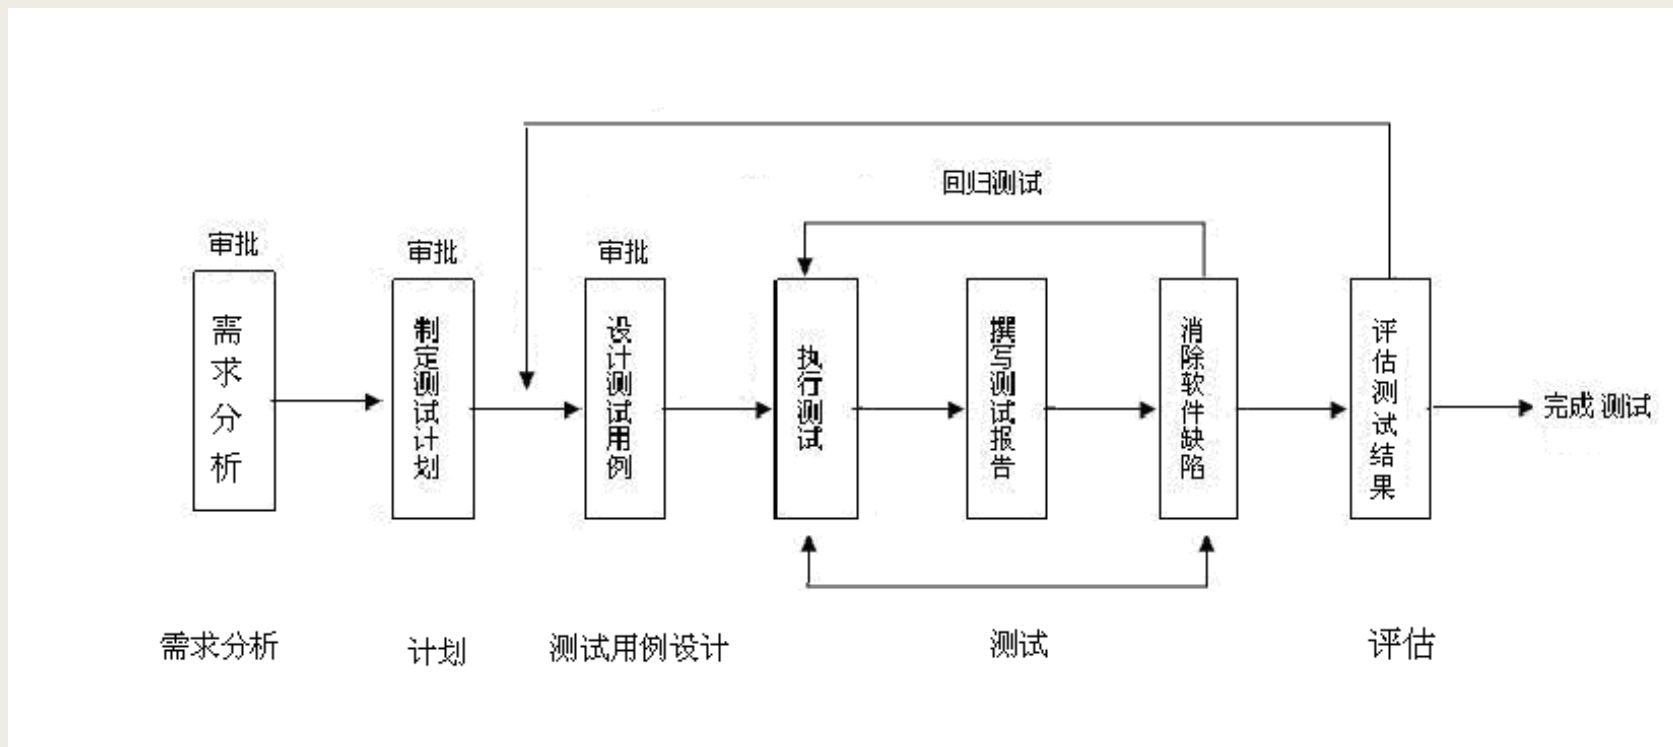 回归测试
审批
审批
审批
需求分析
制定测试计划
设计测试用例
执行测试
撰写测试报告
消除软件缺陷
评估测试结果
完成 测试
需求分析
计划
测试用例设计
测试
评估